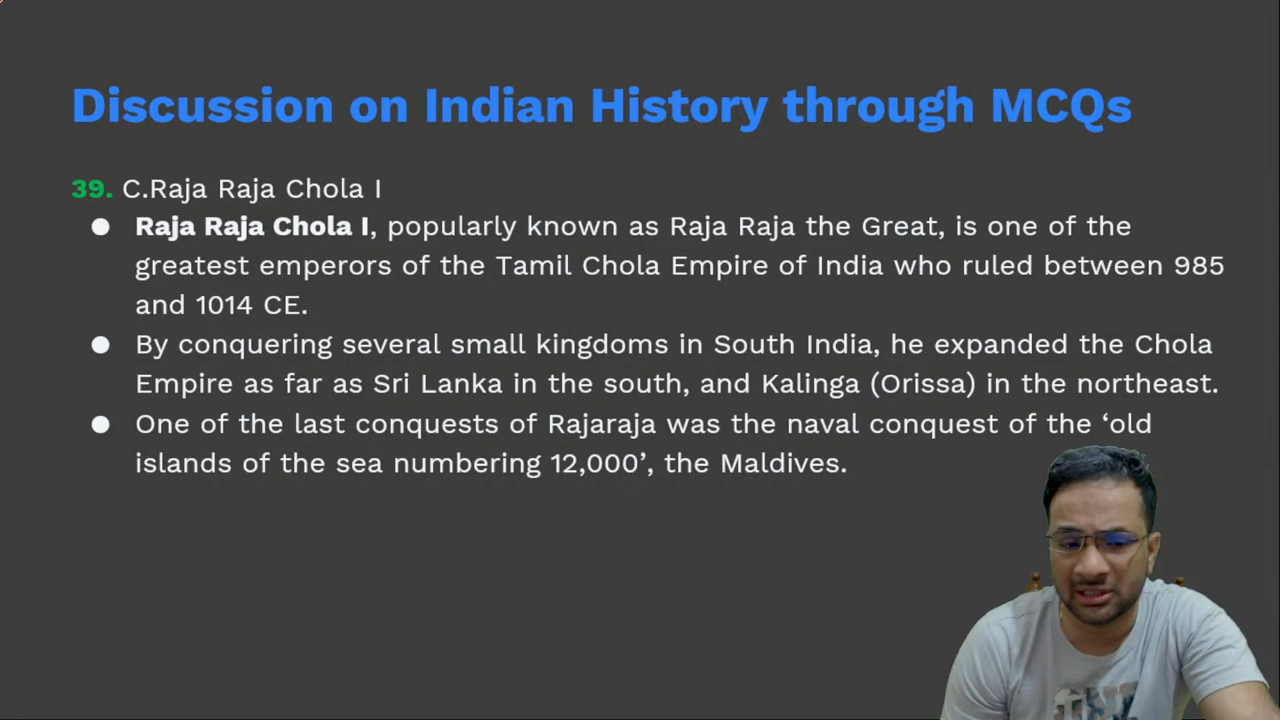 Discussion on Indian History through MCQs
39. C.Raja Raja Chola I
● Raja Raja Chola I, popularly known as Raja Raja the Great, is one of the
greatest emperors of the Tamil Chola Empire of India who ruled between 985
and 1014 CE.
● By conquering several small kingdoms in South India, he expanded the Chola
Empire as far as Sri Lanka in the south, and Kalinga (Orissa) in the northeast.
● One of the last conquests of Rajaraja was the naval conquest of the ‘old
islands of the sea numbering 12,000’, the Maldives.